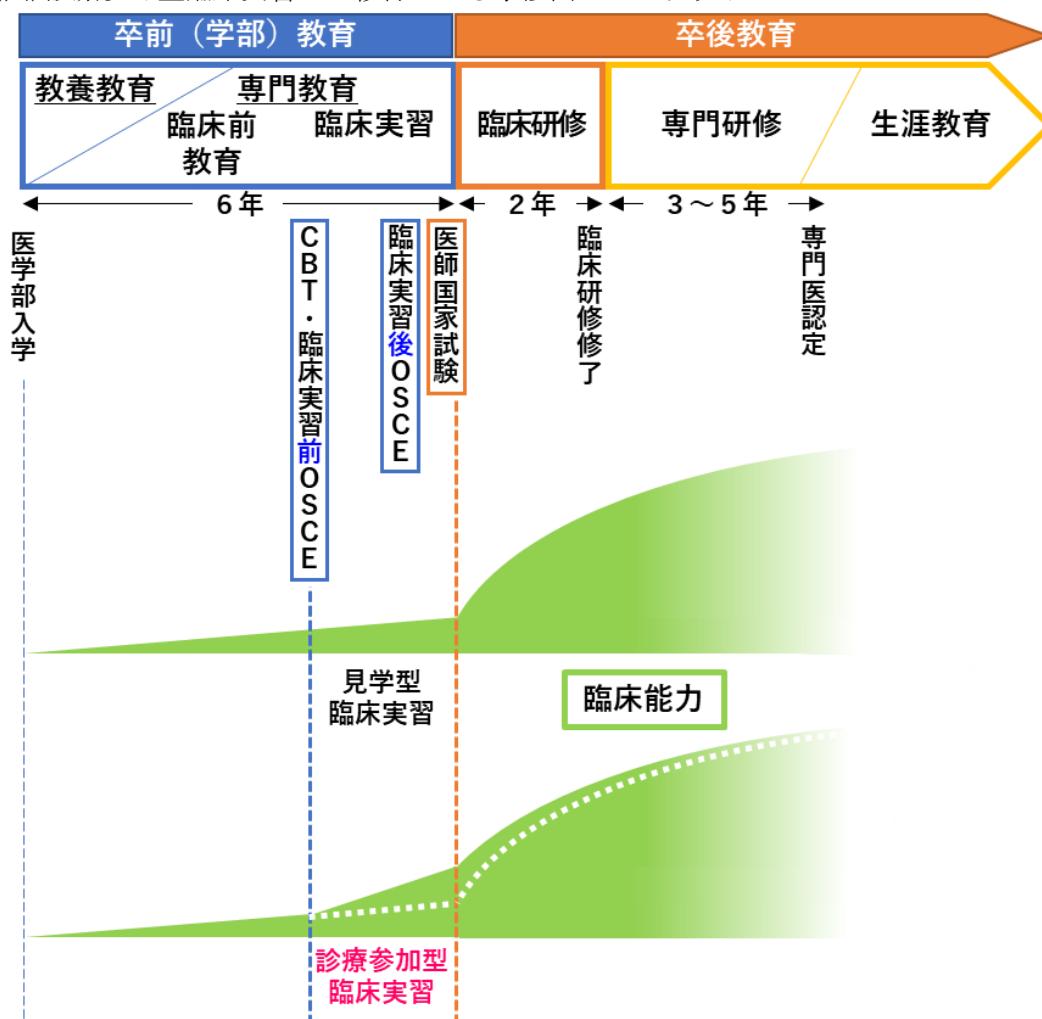 卒前（学部）教育
卒後教育
教養教育
専門教育
臨床前
教育
臨床実習
臨床研修
専門研修
生涯教育
6年
2年
3～5年
医学部入学
CBT・臨床実習前OSCE
臨床実習後OSCE
医師国家試験
臨床研修修了
専門医認定
見学型
臨床実習
臨床能力
診療参加型
臨床実習